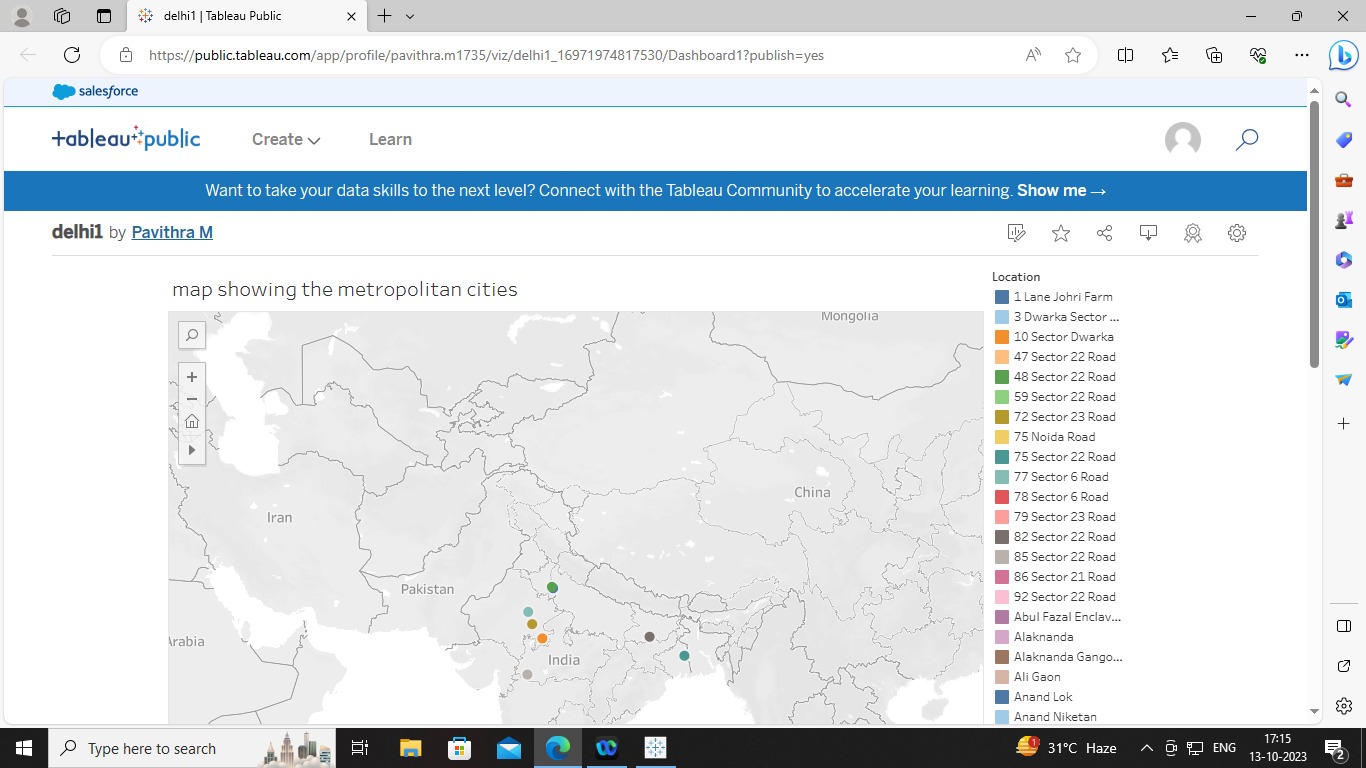 delhi1 | Tableau Public
https://public.tableau.com/app/profile/pavithra.m1735/viz/delhi1_16971974817530/Dashboard1?publish=yes
salesforce
+ableau public
Create
Learn
Want to take your data skills to the next level? Connect with the Tableau Community to accelerate your learning. Show me →
delhi1 by Pavithra M
map showing the metropolitan cities
Mongolia
China
Iran
Pakistan
Arabia
India
Location
1 Lane Johri Farm
3 Dwarka Sector ...
10 Sector Dwarka
47 Sector 22 Road
48 Sector 22 Road
59 Sector 22 Road
72 Sector 23 Road
75 Noida Road
75 Sector 22 Road
77 Sector 6 Road
78 Sector 6 Road
79 Sector 23 Road
82 Sector 22 Road
85 Sector 22 Road
86 Sector 21 Road
92 Sector 22 Road
Abul Fazal Enclav...
Alaknanda
Alaknanda Gango...
Ali Gaon
Anand Lok
Anand Niketan
Type here to search
31°C Haze
ENG
17:15
13-10-2023
1
2